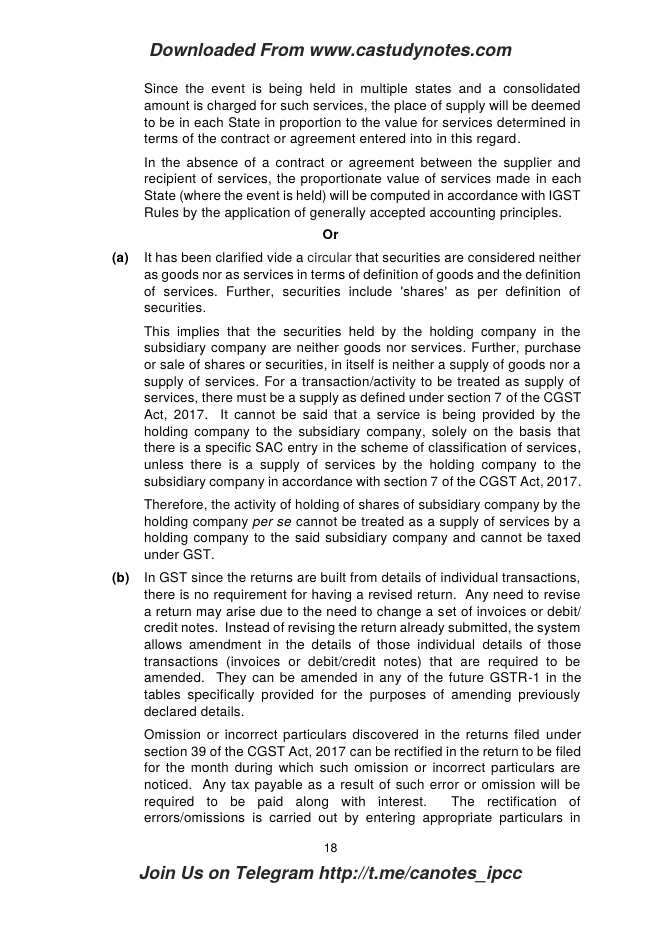 Downloaded From www.castudynotes.com
Since the event is being held in multiple states and a consolidated
amount is charged for such services, the place of supply will be deemed
to be in each State in proportion to the value for services determined in
terms of the contract or agreement entered into in this regard.
In the absence of a contract or agreement between the supplier and
recipient of services, the proportionate value of services made in each
State (where the event is held) will be computed in accordance with IGST
Rules by the application of generally accepted accounting principles.
Or
(a) It has been clarified vide a circular that securities are considered neither
as goods nor as services in terms of definition of goods and the definition
of services. Further, securities include 'shares' as per definition of
securities.
This implies that the securities held by the holding company in the
subsidiary company are neither goods nor services. Further, purchase
or sale of shares or securities, in itself is neither a supply of goods nor a
supply of services. For a transaction/activity to be treated as supply of
services, there must be a supply as defined under section 7 of the CGST
Act, 2017. It cannot be said that a service is being provided by the
holding company to the subsidiary company, solely on the basis that
there is a specific SAC entry in the scheme of classification of services,
unless there is a supply of services by the holding company to the
subsidiary company in accordance with section 7 of the CGST Act, 2017.
Therefore, the activity of holding of shares of subsidiary company by the
holding company per se cannot be treated as a supply of services by a
holding company to the said subsidiary company and cannot be taxed
under GST.
(b) In GST since the returns are built from details of individual transactions,
there is no requirement for having a revised return. Any need to revise
a return may arise due to the need to change a set of invoices or debit/
credit notes. Instead of revising the return already submitted, the system
allows amendment in the details of those individual details of those
transactions (invoices or debit/credit notes) that are required to be
amended. They can be amended in any of the future GSTR-1 in the
tables specifically provided for the purposes of amending previously
declared details.
Omission or incorrect particulars discovered in the returns filed under
section 39 of the CGST Act, 2017 can be rectified in the return to be filed
for the month during which such omission or incorrect particulars are
noticed. Any tax payable as a result of such error or omission will be
required to be paid along with interest. The rectification of
errors/omissions is carried out by entering appropriate particulars in
18
Join Us on Telegram http://t.me/canotes_ipcc